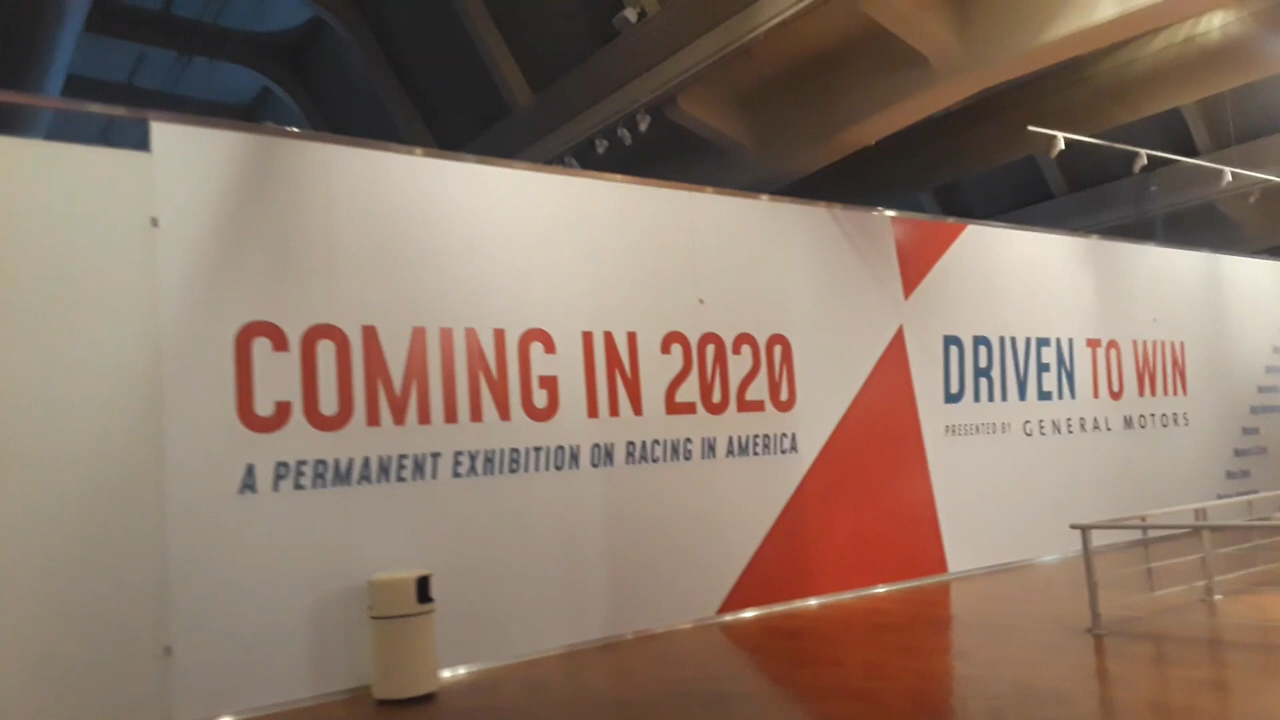 COMING IN 2020
A PERMANENT EXHIBITION ON RACING IN AMERICA
DRIVEN TO WIN
PRESENTED BY GENERAL MOTORS